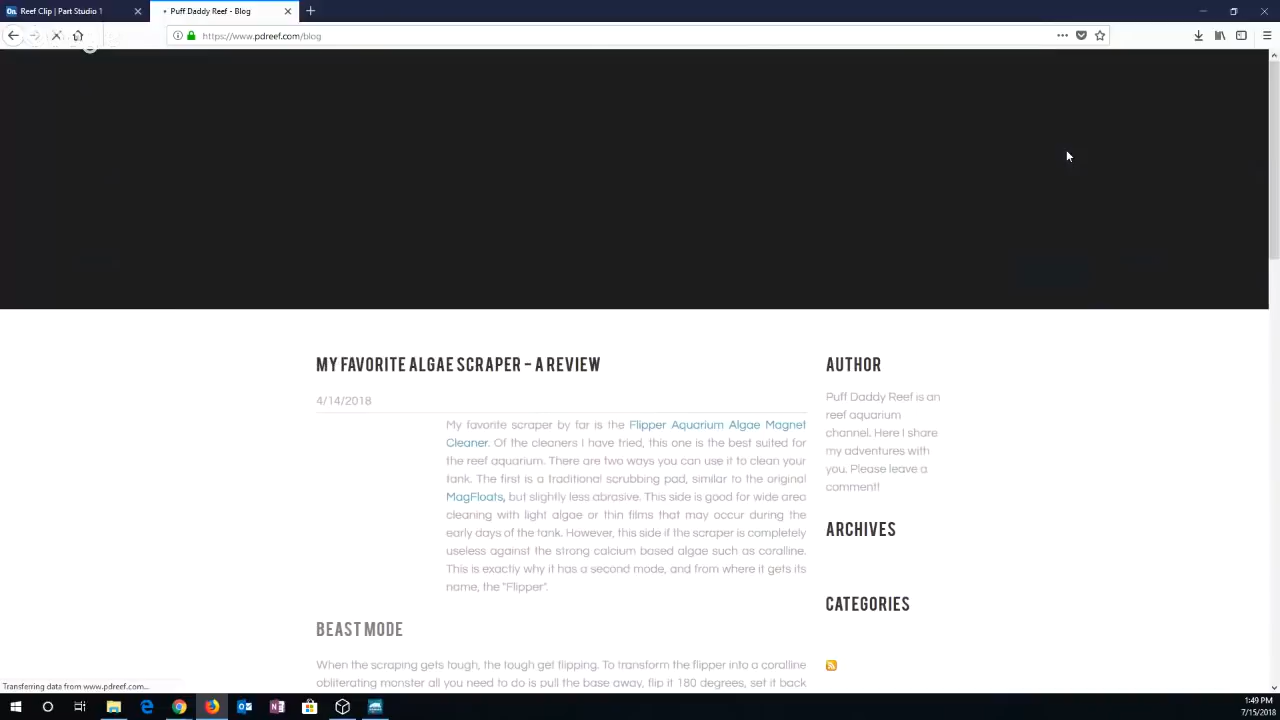 Reef Clip | Part Studio 1
Puff Daddy Reef - Blog
https://www.pdreef.com/blog
MY FAVORITE ALGAE SCRAPER – A REVIEW
4/14/2018
My favorite scraper by far is the Flipper Aquarium Algae Magnet
Cleaner. Of the cleaners I have tried, this one is the best suited for
the reef aquarium. There are two ways you can use it to clean your
tank. The first is a traditional scrubbing pad, similar to the original
MagFloats, but slightly less abrasive. This side is good for wide area
cleaning with light algae or thin films that may occur during the
early days of the tank. However, this side if the scraper is completely
useless against the strong calcium based algae such as coralline.
This is exactly why it has a second mode, and from where it gets its
name, the "Flipper".
BEAST MODE
When the scraping gets tough, the tough get flipping. To transform the flipper into a coralline
obliterating monster all you need to do is pull the base away, flip it 180 degrees, set it back
AUTHOR
Puff Daddy Reef is an
reef aquarium
channel. Here I share
my adventures with
you. Please leave a
comment!
ARCHIVES
CATEGORIES
Transferring data from www.pdreef.com...
1:49 PM
7/15/2018